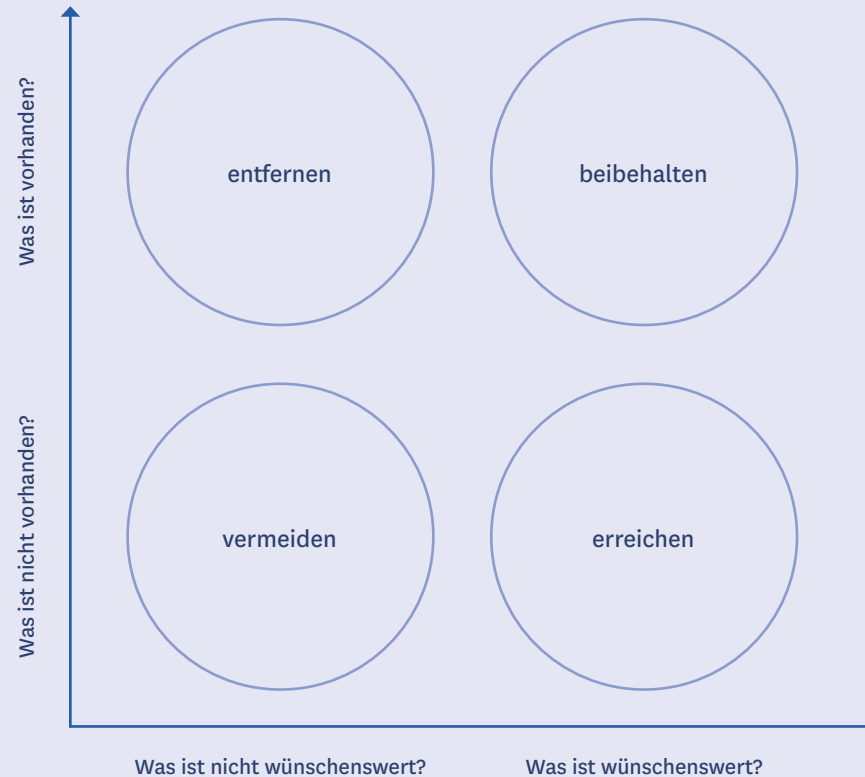 Was ist vorhanden?
entfernen
beibehalten
Was ist nicht vorhanden?
vermeiden
erreichen
Was ist nicht wünschenswert?
Was ist wünschenswert?